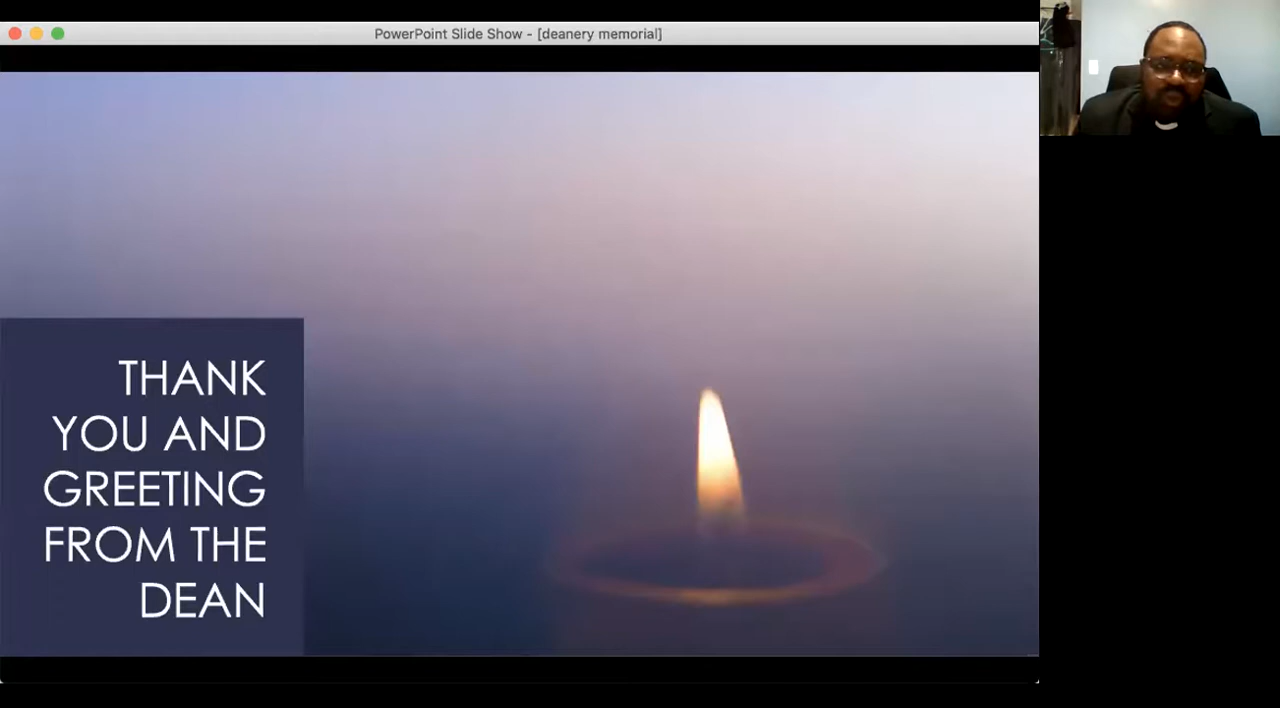 PowerPoint Slide Show - [deanery memorial]
THANK
YOU AND
GREETING
FROM THE
DEAN